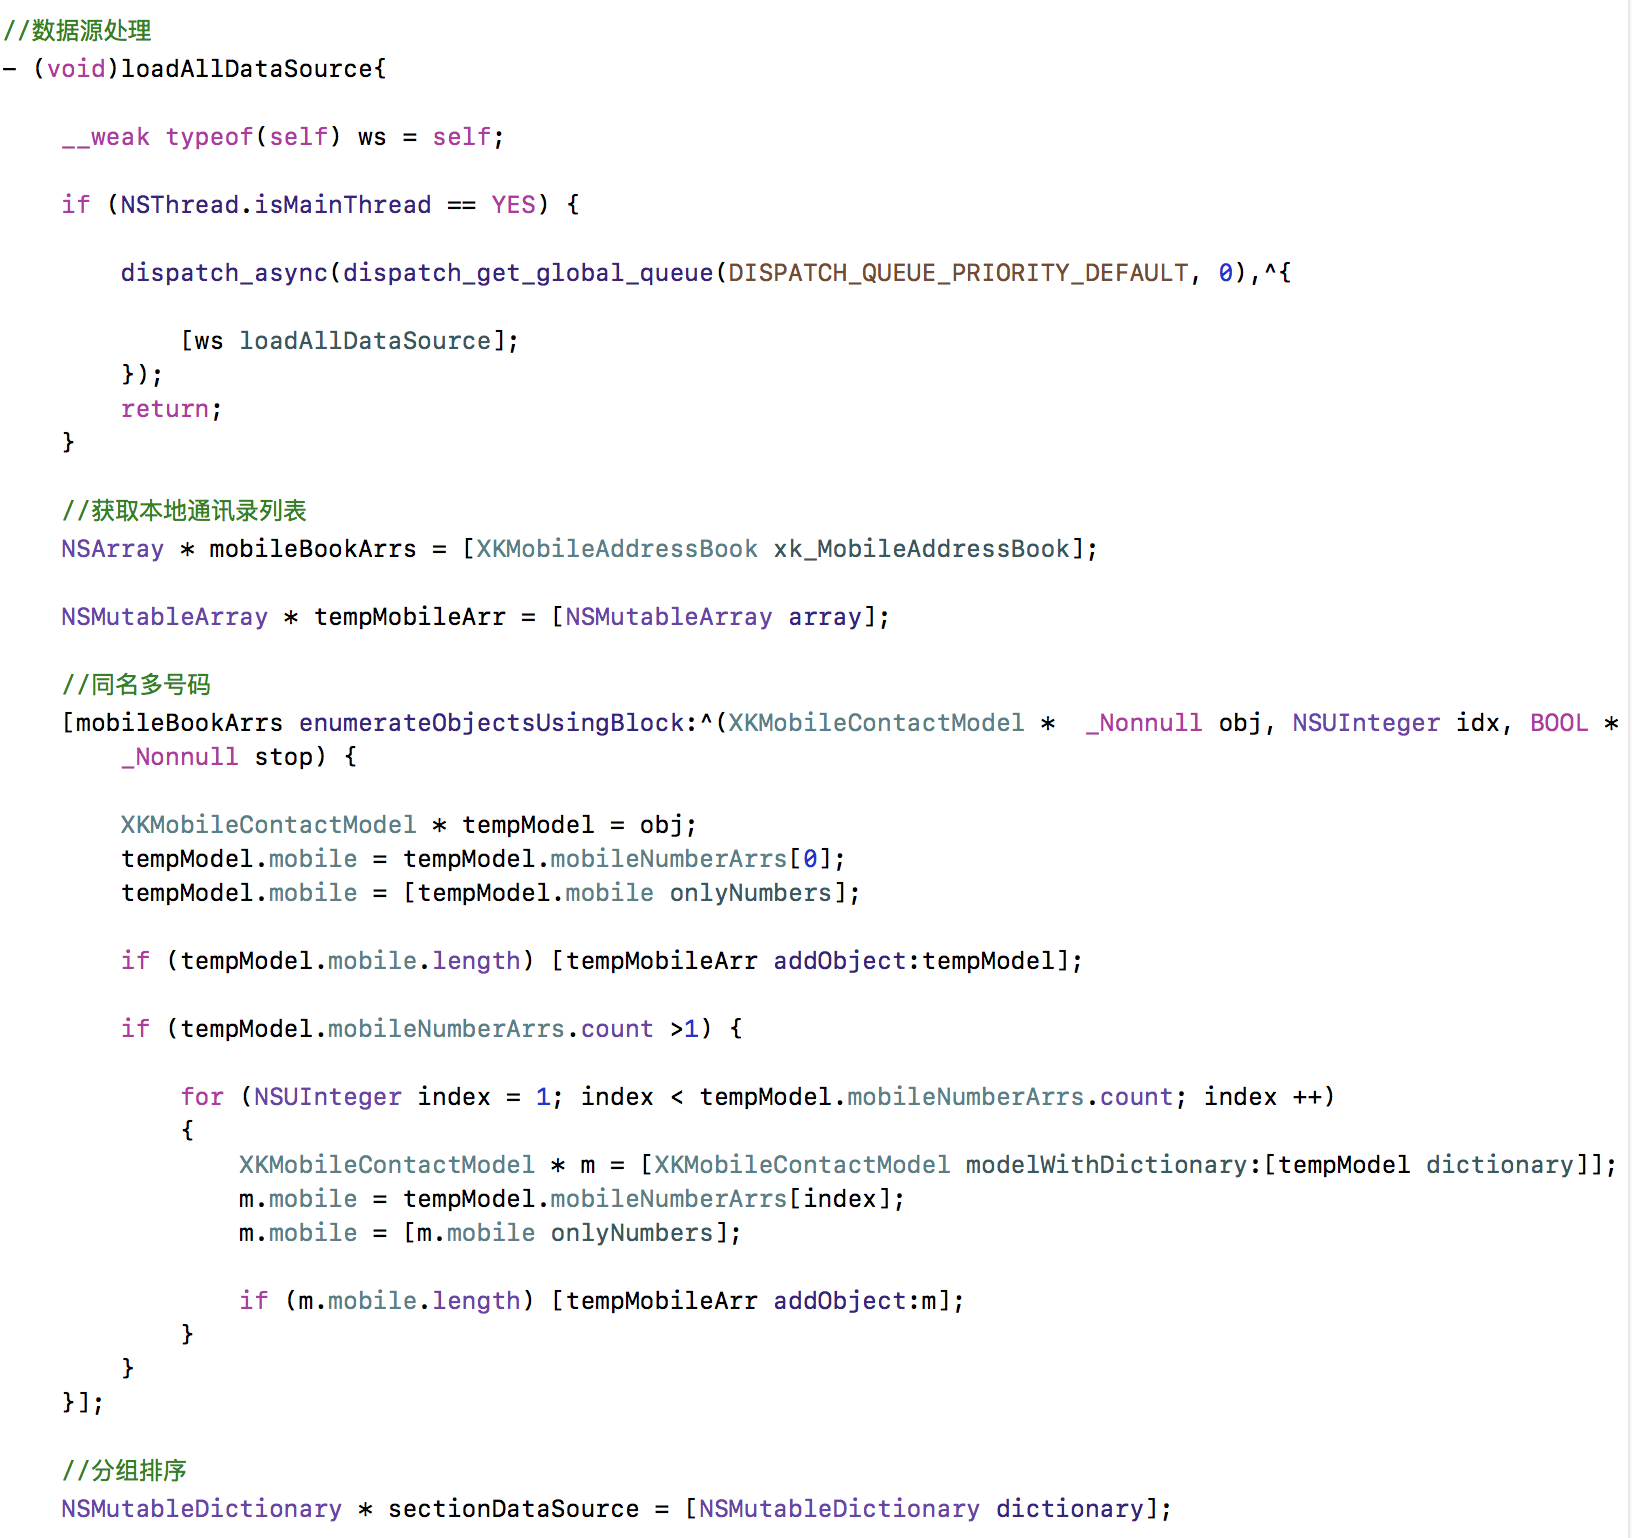 //数据源处理
- (void)loadAllDataSource{
__weak typeof(self) ws = self;
if (NSThread.isMainThread == YES) {
dispatch_async(dispatch_get_global_queue(DISPATCH_QUEUE_PRIORITY_DEFAULT, 0),^{
[ws loadAllDataSource];
});
return;
}
//获取本地通讯录列表
NSArray * mobileBookArrs = [XKMobileAddressBook xk_MobileAddressBook];
NSMutableArray * tempMobileArr = [NSMutableArray array];
//同名多号码
[mobileBookArrs enumerateObjectsUsingBlock:^(XKMobileContactModel *  _Nonnull obj, NSUInteger idx, BOOL *
_Nonnull stop) {
XKMobileContactModel * tempModel = obj;
tempModel.mobile = tempModel.mobileNumberArrs[0];
tempModel.mobile = [tempModel.mobile onlyNumbers];
if (tempModel.mobile.length) [tempMobileArr addObject:tempModel];
if (tempModel.mobileNumberArrs.count >1) {
for (NSUInteger index = 1; index < tempModel.mobileNumberArrs.count; index ++)
{
XKMobileContactModel * m = [XKMobileContactModel modelWithDictionary:[tempModel dictionary]];
m.mobile = tempModel.mobileNumberArrs[index];
m.mobile = [m.mobile onlyNumbers];
if (m.mobile.length) [tempMobileArr addObject:m];
}
}
}];
//分组排序
NSMutableDictionary * sectionDataSource = [NSMutableDictionary dictionary];